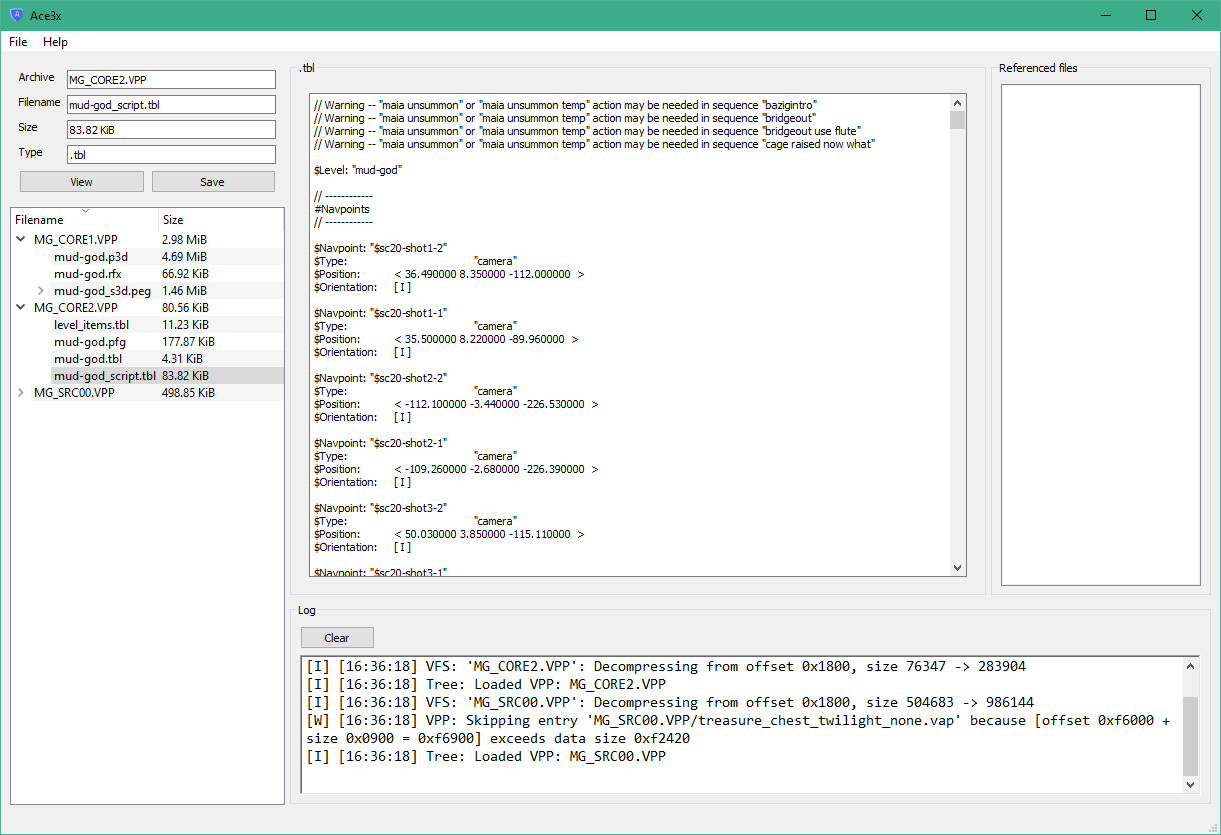 Ace3x
File Help
Archive MG_CORE2.VPP
Filename mud-god_script.tbl
Size 83.82 KiB
Type .tbl
View Save
Filename Size
MG_CORE1.VPP 2.98 MiB
mud-god.p3d 4.69 MiB
mud-god.rfx 66.92 KiB
mud-god_s3d.peg 1.46 MiB
MG_CORE2.VPP 80.56 KiB
level_items.tbl 11.23 KiB
mud-god.pfg 177.87 KiB
mud-god.tbl 4.31 KiB
mud-god_script.tbl 83.82 KiB
MG_SRC00.VPP 498.85 KiB
.tbl
// Warning -- "maia unsummon" or "maia unsummon temp" action may be needed in sequence "bazigintro"
// Warning -- "maia unsummon" or "maia unsummon temp" action may be needed in sequence "bridgeout"
// Warning -- "maia unsummon" or "maia unsummon temp" action may be needed in sequence "bridgeout use flute"
// Warning -- "maia unsummon" or "maia unsummon temp" action may be needed in sequence "cage raised now what"
$Level: "mud-god"
// ------------
#Navpoints
// ------------
$Navpoint: "$sc20-shot1-2"
$Type: "camera"
$Position: < 36.490000 8.350000 -112.000000 >
$Orientation: [ I ]
$Navpoint: "$sc20-shot1-1"
$Type: "camera"
$Position: < 35.500000 8.220000 -89.960000 >
$Orientation: [ I ]
$Navpoint: "$sc20-shot2-2"
$Type: "camera"
$Position: < -112.100000 -3.440000 -226.530000 >
$Orientation: [ I ]
$Navpoint: "$sc20-shot2-1"
$Type: "camera"
$Position: < -109.260000 -2.680000 -226.390000 >
$Orientation: [ I ]
$Navpoint: "$sc20-shot3-2"
$Type: "camera"
$Position: < 50.030000 3.850000 -115.110000 >
$Orientation: [ I ]
$Navpoint: "$sc20-shot3-1"
Referenced files
Log
Clear
[I] [16:36:18] VFS: 'MG_CORE2.VPP': Decompressing from offset 0x1800, size 76347 -> 283904
[I] [16:36:18] Tree: Loaded VPP: MG_CORE2.VPP
[I] [16:36:18] VFS: 'MG_SRC00.VPP': Decompressing from offset 0x1800, size 504683 -> 986144
[W] [16:36:18] VPP: Skipping entry 'MG_SRC00.VPP/treasure_chest_twilight_none.vap' because [offset 0xf6000 +
size 0x0900 = 0xf6900] exceeds data size 0xf2420
[I] [16:36:18] Tree: Loaded VPP: MG_SRC00.VPP